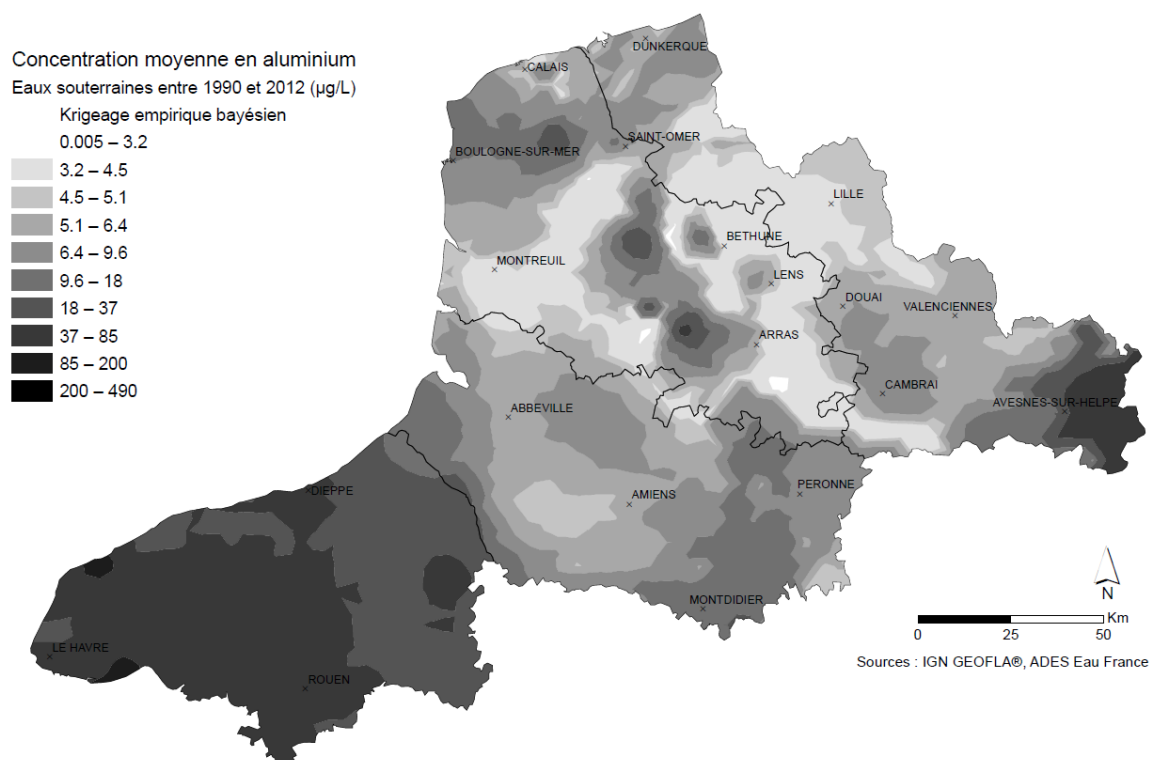 Concentration moyenne en aluminium
Eaux souterraines entre 1990 et 2012 (µg/L)
Krigeage empirique bayésien
0.005 – 3.2
3.2 – 4.5
4.5 – 5.1
5.1 – 6.4
6.4 – 9.6
9.6 – 18
18 – 37
37 – 85
85 – 200
200 – 490
DUNKERQUE
CALAIS
SAINT-OMER
BOULOGNE-SUR-MER
LILLE
BETHUNE
MONTREUIL
LENS
DOUAI
VALENCIENNES
ARRAS
CAMBRAI
AVESNES-SUR-HELPE
ABBEVILLE
DIEPPE
AMIENS
PERONNE
MONTDIDIER
LE HAVRE
ROUEN
N
Km
0 25 50
Sources : IGN GEOFLA®, ADES Eau France